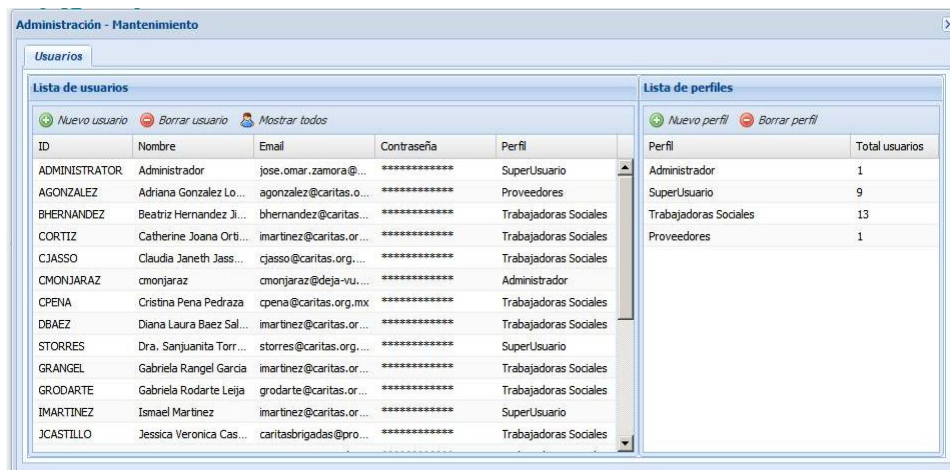 Administración - Mantenimiento
Usuarios
Lista de usuarios
Nuevo usuario Borrar usuario Mostrar todos
ID Nombre Email Contraseña Perfil
ADMINISTRATOR Administrador jose.omar.zamora@... ************ SuperUsuario
AGONZALEZ Adriana Gonzalez Lo... agonzalez@caritas.o... ************ Proveedores
BHERNANDEZ Beatriz Hernandez Ji... bhernandez@caritas... ************ Trabajadoras Sociales
CORTIZ Catherine Joana Orti... imartinez@caritas.or... ************ Trabajadoras Sociales
CJASSO Claudia Janeth Jass... cjasso@caritas.org.... ************ Trabajadoras Sociales
CMONJARAZ cmonjaraz cmonjaraz@deja-vu.... ************ Administrador
CPENA Cristina Pena Pedraza cpena@caritas.org.mx ************ Trabajadoras Sociales
DBAEZ Diana Laura Baez Sal... imartinez@caritas.or... ************ Trabajadoras Sociales
STORRES Dra. Sanjuanita Torr... storres@caritas.org.... ************ SuperUsuario
GRANGEL Gabriela Rangel Garcia imartinez@caritas.or... ************ Trabajadoras Sociales
GRODARTE Gabriela Rodarte Leija grodarte@caritas.or... ************ Trabajadoras Sociales
IMARTINEZ Ismael Martinez imartinez@caritas.or... ************ SuperUsuario
JCASTILLO Jessica Veronica Cas... caritasbrigadas@pro... ************ Trabajadoras Sociales
Lista de perfiles
Nuevo perfil Borrar perfil
Perfil Total usuarios
Administrador 1
SuperUsuario 9
Trabajadoras Sociales 13
Proveedores 1